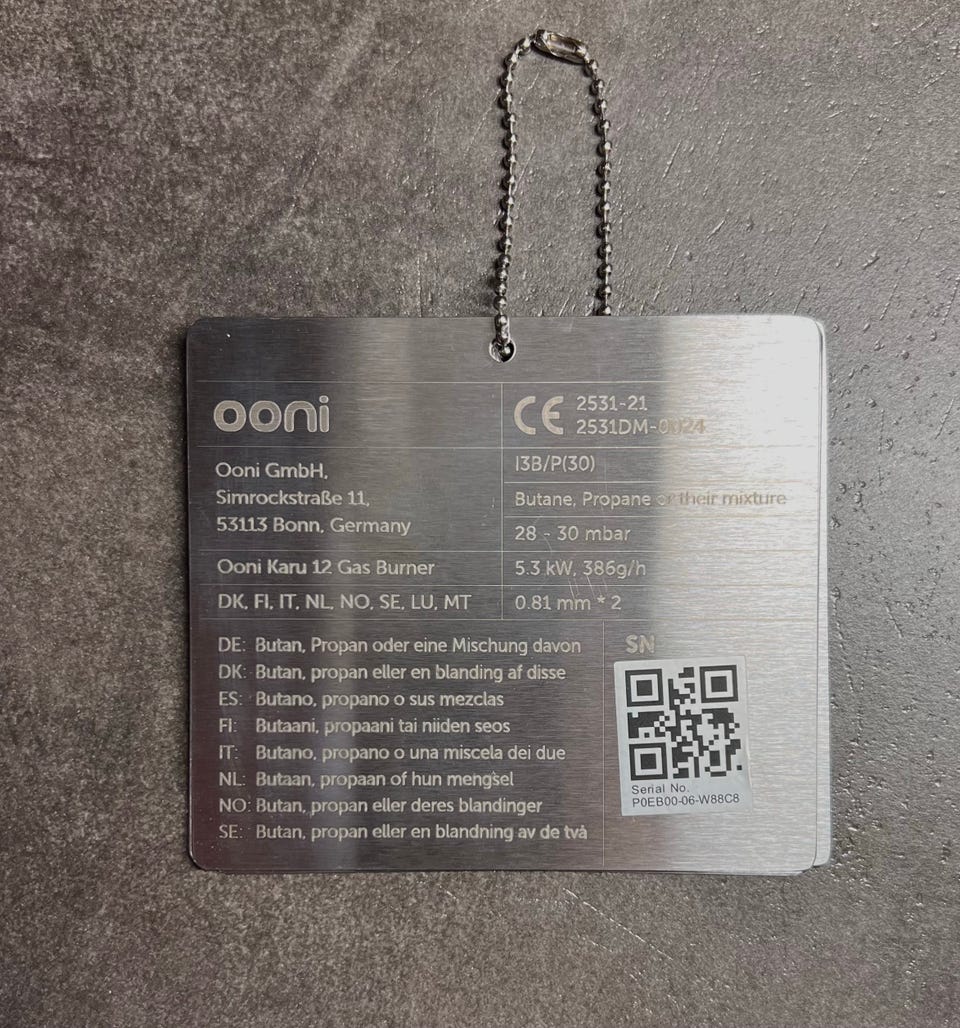 ooni
CE 2531-21
2531DM-0024
Ooni GmbH,
Simrockstraße 11,
53113 Bonn, Germany
I3B/P(30)
Butane, Propane or their mixture
28 - 30 mbar
Ooni Karu 12 Gas Burner
5.3 kW, 386g/h
DK, FI, IT, NL, NO, SE, LU, MT
0.81 mm * 2
DE: Butan, Propan oder eine Mischung davon
DK: Butan, propan eller en blanding af disse
ES: Butano, propano o sus mezclas
FI: Butaani, propaani tai niiden seos
IT: Butano, propano o una miscela dei due
NL: Butaan, propaan of hun mengsel
NO: Butan, propan eller deres blandinger
SE: Butan, propan eller en blandning av de två
SN
Serial No.
P0EB00-06-W88C8